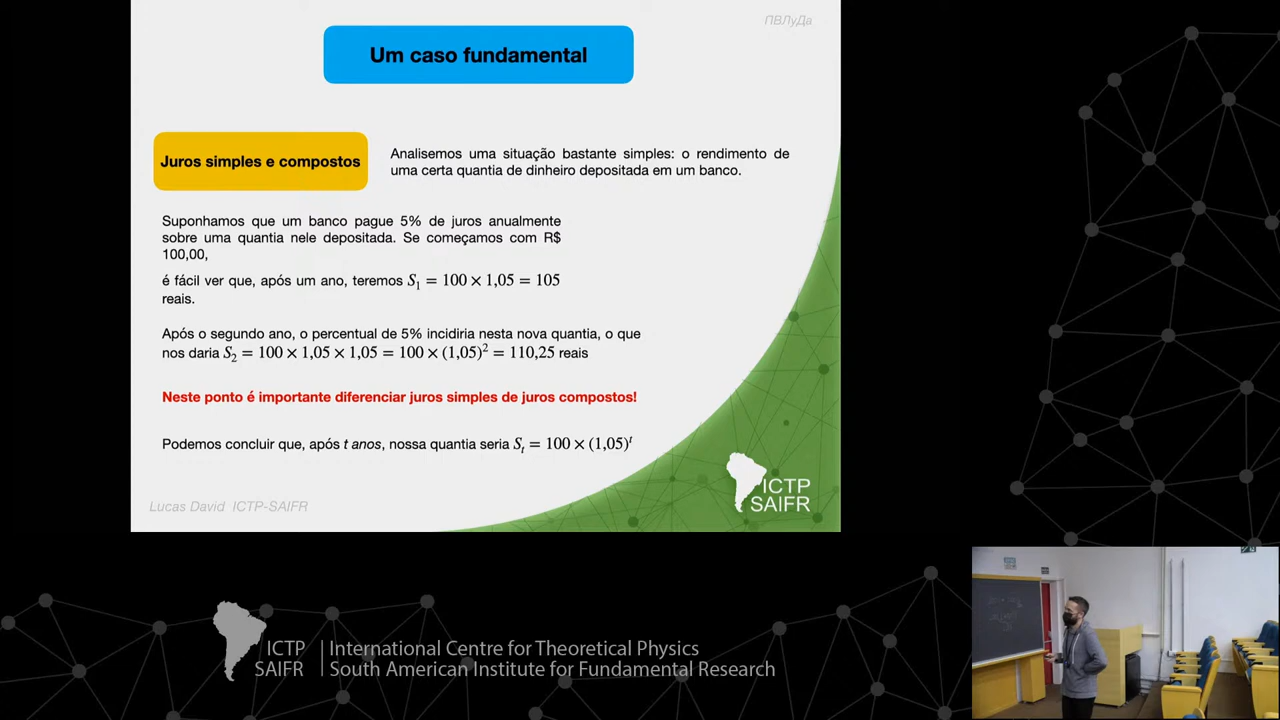 ПВЛуДа
Um caso fundamental
Juros simples e compostos
Analisemos uma situação bastante simples: o rendimento de
uma certa quantia de dinheiro depositada em um banco.
Suponhamos que um banco pague 5% de juros anualmente
sobre uma quantia nele depositada. Se começamos com R$
100,00,
é fácil ver que, após um ano, teremos S₁ = 100 × 1,05 = 105
reais.
Após o segundo ano, o percentual de 5% incidiria nesta nova quantia, o que
nos daria S₂ = 100 × 1,05 × 1,05 = 100 × (1,05)² = 110,25 reais
Neste ponto é importante diferenciar juros simples de juros compostos!
Podemos concluir que, após t anos, nossa quantia seria Sₜ = 100 × (1,05)ᵗ
ICTP
SAIFR
Lucas David ICTP-SAIFR
ICTP
SAIFR
International Centre for Theoretical Physics
South American Institute for Fundamental Research